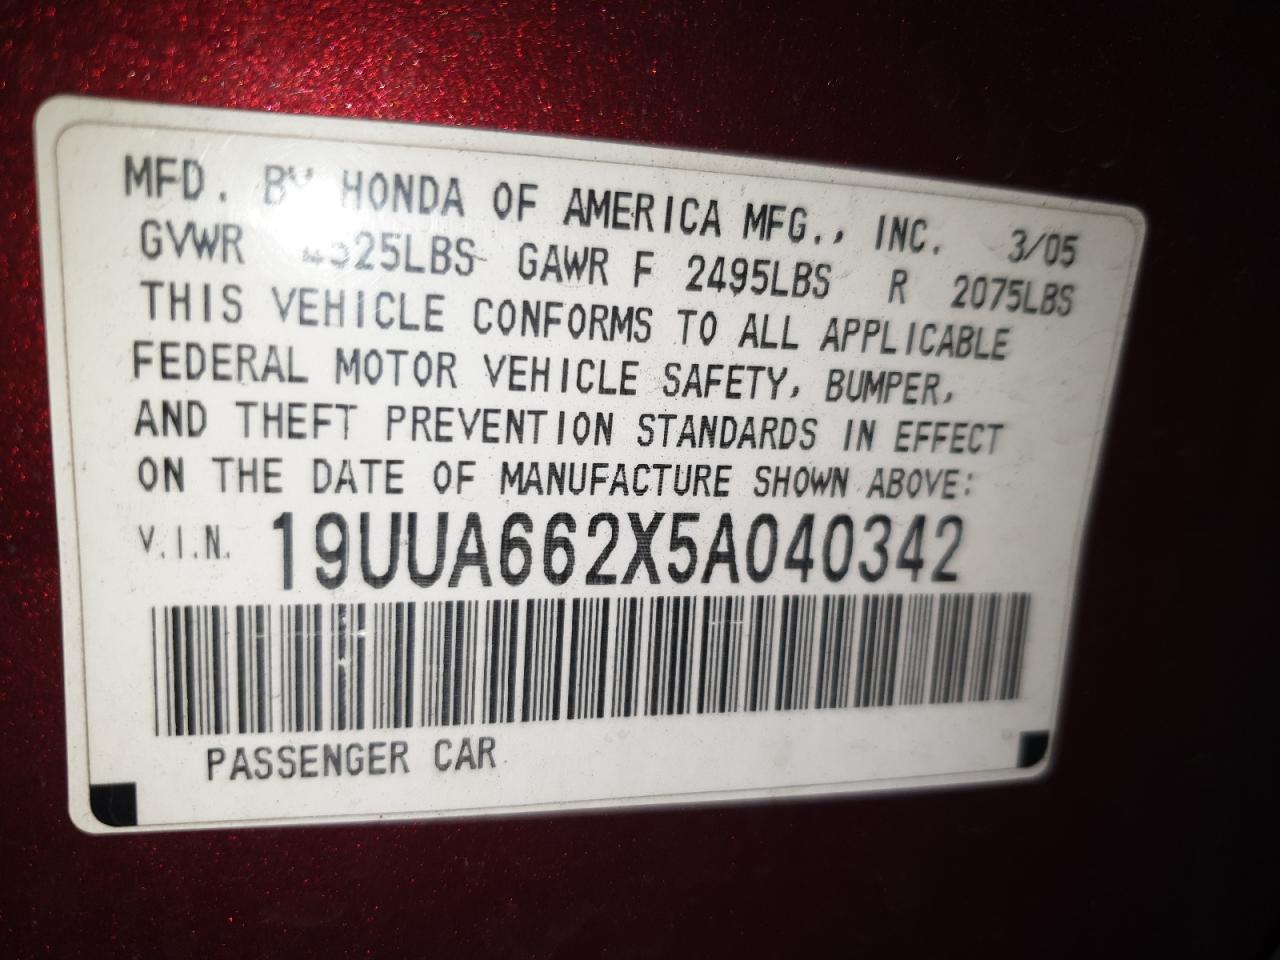 MFD. BY HONDA OF AMERICA MFG., INC. 3/05
GVWR 4525LBS GAWR F 2495LBS R 2075LBS
THIS VEHICLE CONFORMS TO ALL APPLICABLE
FEDERAL MOTOR VEHICLE SAFETY, BUMPER,
AND THEFT PREVENTION STANDARDS IN EFFECT
ON THE DATE OF MANUFACTURE SHOWN ABOVE:
V.I.N. 19UUA662X5A040342
PASSENGER CAR